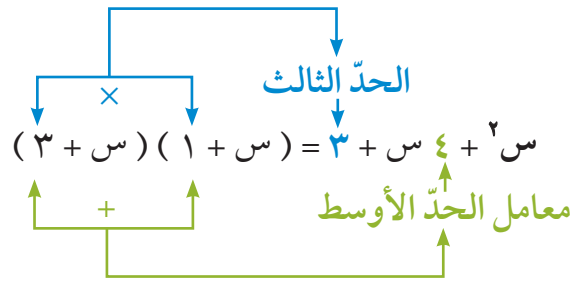 الحدّ الثالث
×
س٢ + ٤ س + ٣ = ( س + ١ ) ( س + ٣ )
معامل الحدّ الأوسط
+